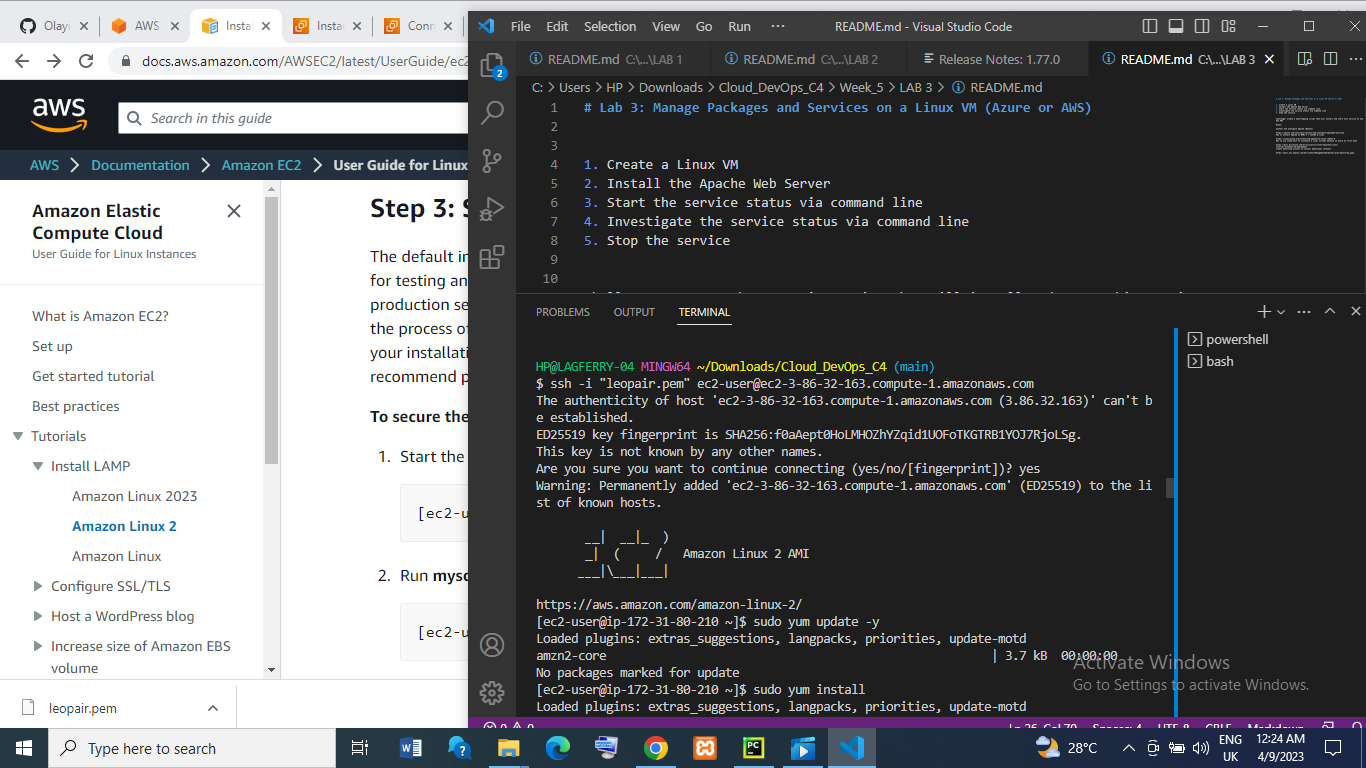 Olayi
AWS
Instal
Instan
Conn
docs.aws.amazon.com/AWSEC2/latest/UserGuide/ec2
aws
Search in this guide
AWS
Documentation
Amazon EC2
User Guide for Linux
Amazon Elastic
Compute Cloud
User Guide for Linux Instances
What is Amazon EC2?
Set up
Get started tutorial
Best practices
Tutorials
Install LAMP
Amazon Linux 2023
Amazon Linux 2
Amazon Linux
Configure SSL/TLS
Host a WordPress blog
Increase size of Amazon EBS
volume
Step 3: S
The default in
for testing an
production se
the process of
your installati
recommend p
To secure the
1. Start the
[ec2-u
2. Run mysq
[ec2-u
leopair.pem
File Edit Selection View Go Run ··· README.md - Visual Studio Code
2
README.md C:\...\LAB 1
README.md C:\...\LAB 2
Release Notes: 1.77.0
README.md C:\...\LAB 3
C: > Users > HP > Downloads > Cloud_DevOps_C4 > Week_5 > LAB 3 > README.md
1 # Lab 3: Manage Packages and Services on a Linux VM (Azure or AWS)
2
3
4 1. Create a Linux VM
5 2. Install the Apache Web Server
6 3. Start the service status via command line
7 4. Investigate the service status via command line
8 5. Stop the service
9
10
PROBLEMS OUTPUT TERMINAL
powershell
bash
HP@LAGFERRY-04 MINGW64 ~/Downloads/Cloud_DevOps_C4 (main)
$ ssh -i "leopair.pem" ec2-user@ec2-3-86-32-163.compute-1.amazonaws.com
The authenticity of host 'ec2-3-86-32-163.compute-1.amazonaws.com (3.86.32.163)' can't b
e established.
ED25519 key fingerprint is SHA256:f0aAept0HoLMHOZhYZqid1UOFoTKGTRB1YOJ7RjoLSg.
This key is not known by any other names.
Are you sure you want to continue connecting (yes/no/[fingerprint])? yes
Warning: Permanently added 'ec2-3-86-32-163.compute-1.amazonaws.com' (ED25519) to the li
st of known hosts.
__| __|_ )
_| ( / Amazon Linux 2 AMI
___|\___|___|
https://aws.amazon.com/amazon-linux-2/
[ec2-user@ip-172-31-80-210 ~]$ sudo yum update -y
Loaded plugins: extras_suggestions, langpacks, priorities, update-motd
amzn2-core | 3.7 kB 00:00:00
No packages marked for update
[ec2-user@ip-172-31-80-210 ~]$ sudo yum install
Loaded plugins: extras_suggestions, langpacks, priorities, update-motd
Activate Windows
Go to Settings to activate Windows.
Type here to search
28°C
ENG
UK
12:24 AM
4/9/2023